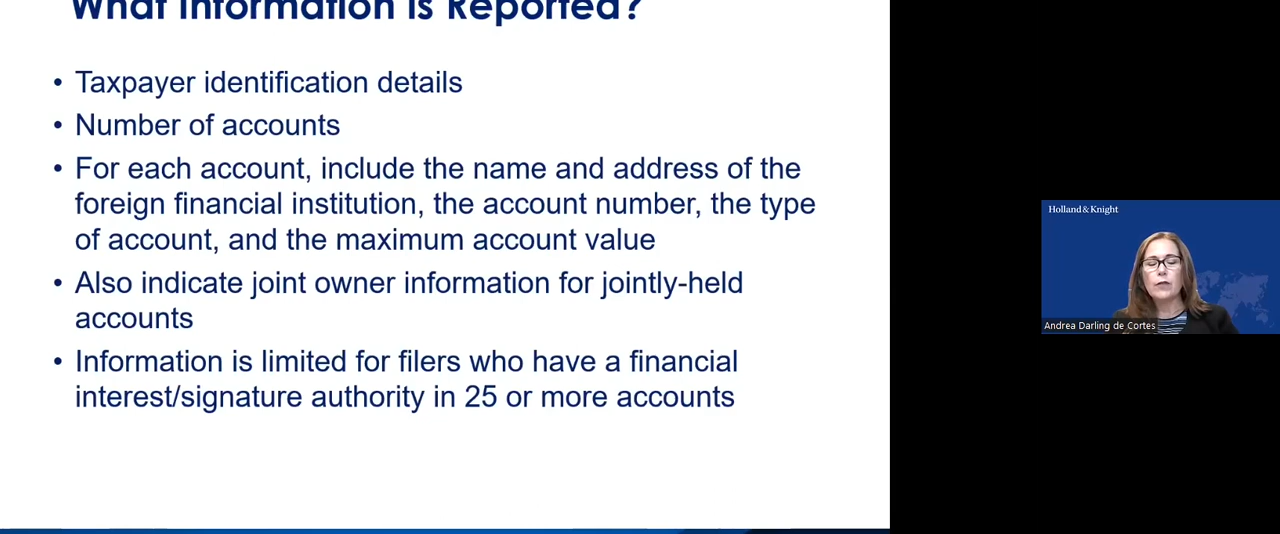 What Information is Reported?
• Taxpayer identification details
• Number of accounts
• For each account, include the name and address of the
foreign financial institution, the account number, the type
of account, and the maximum account value
• Also indicate joint owner information for jointly-held
accounts
• Information is limited for filers who have a financial
interest/signature authority in 25 or more accounts
Holland & Knight
Andrea Darling de Cortes